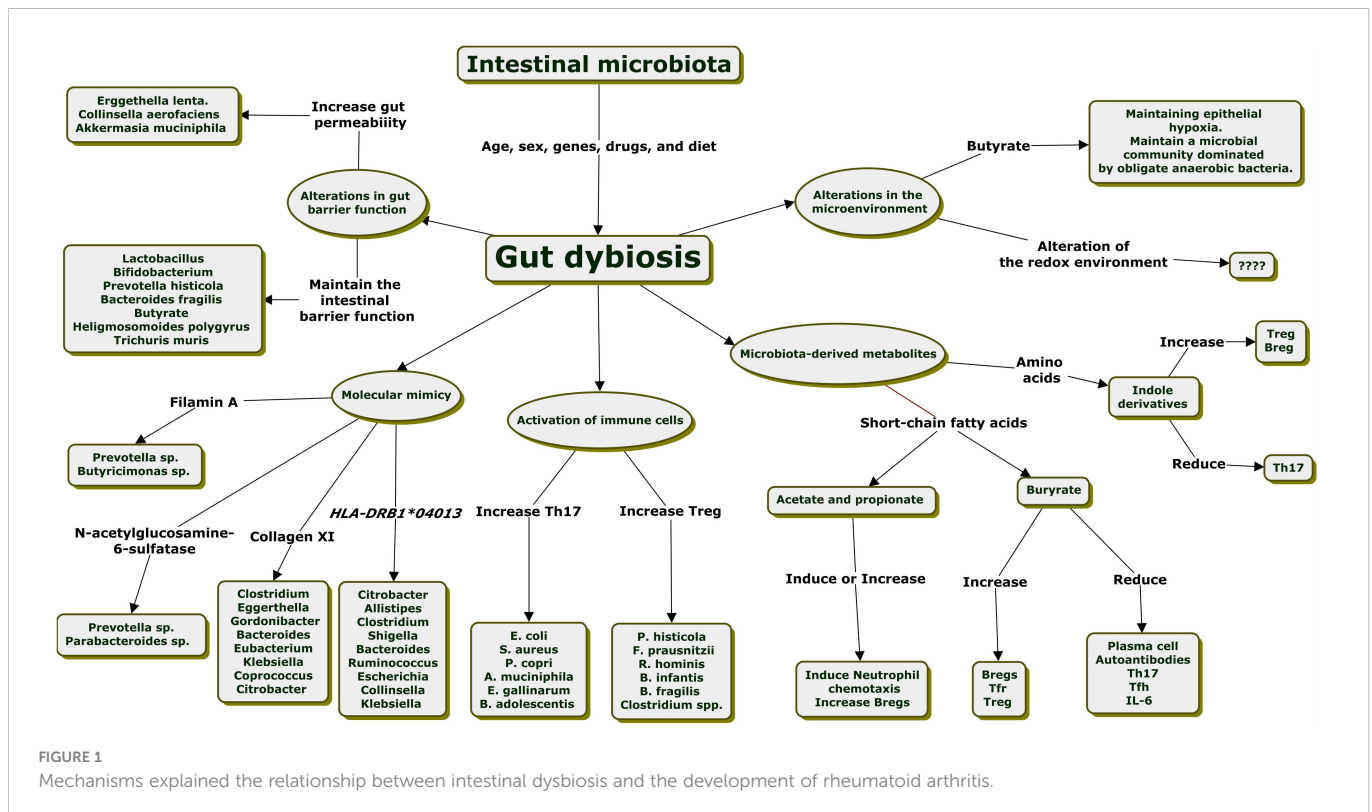 Intestinal microbiota
Age, sex, genes, drugs, and diet
Gut dybiosis
Increase gut
permeabiiity
Erggethella lenta.
Collinsella aerofaciens
Akkermasia muciniphila
Alterations in gut
barrier function
Maintain the
intestinal
barrier function
Lactobacillus
Bifidobacterium
Prevotella histicola
Bacteroides fragilis
Butyrate
Heligmosomoides polygyrus
Trichuris muris
Alterations in the
microenvironment
Butyrate
Maintaining epithelial
hypoxia.
Maintain a microbial
community dominated
by obligate anaerobic bacteria.
Alteration of
the redox environment
????
Molecular mimicy
Filamin A
Prevotella sp.
Butyricimonas sp.
N-acetylglucosamine-
6-sulfatase
Prevotella sp.
Parabacteroides sp.
Collagen XI
Clostridium
Eggerthella
Gordonibacter
Bacteroides
Eubacterium
Klebsiella
Coprococcus
Citrobacter
HLA-DRB1*04013
Citrobacter
Allistipes
Clostridium
Shigella
Bacteroides
Ruminococcus
Escherichia
Collinsella
Klebsiella
Activation of immune cells
Increase Th17
E. coli
S. aureus
P. copri
A. muciniphila
E. gallinarum
B. adolescentis
Increase Treg
P. histicola
F. prausnitzii
R. hominis
B. infantis
B. fragilis
Clostridium spp.
Microbiota-derived metabolites
Amino
acids
Indole
derivatives
Increase
Treg
Breg
Reduce
Th17
Short-chain fatty acids
Acetate and propionate
Induce or Increase
Induce Neutrophil
chemotaxis
Increase Bregs
Buryrate
Increase
Bregs
Tfr
Treg
Reduce
Plasma cell
Autoantibodies
Th17
Tfh
IL-6
FIGURE 1
Mechanisms explained the relationship between intestinal dysbiosis and the development of rheumatoid arthritis.